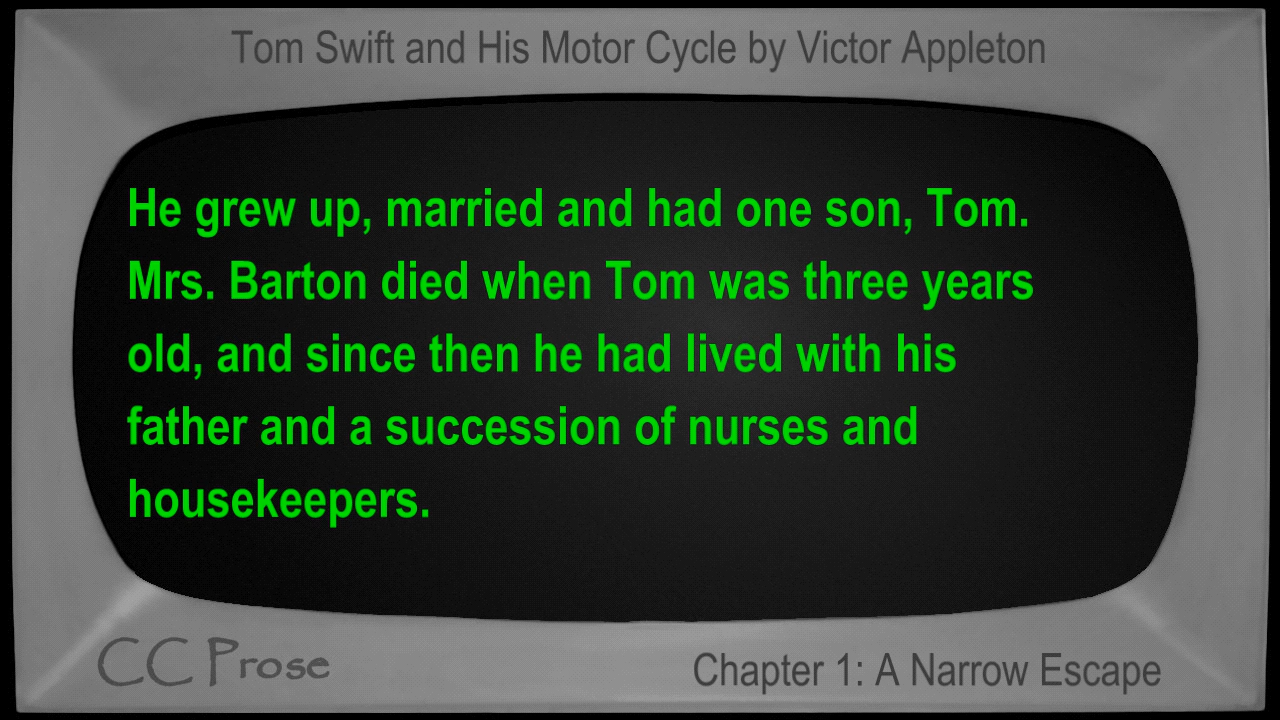 Tom Swift and His Motor Cycle by Victor Appleton
He grew up, married and had one son, Tom.
Mrs. Barton died when Tom was three years
old, and since then he had lived with his
father and a succession of nurses and
housekeepers.
CC Prose
Chapter 1: A Narrow Escape